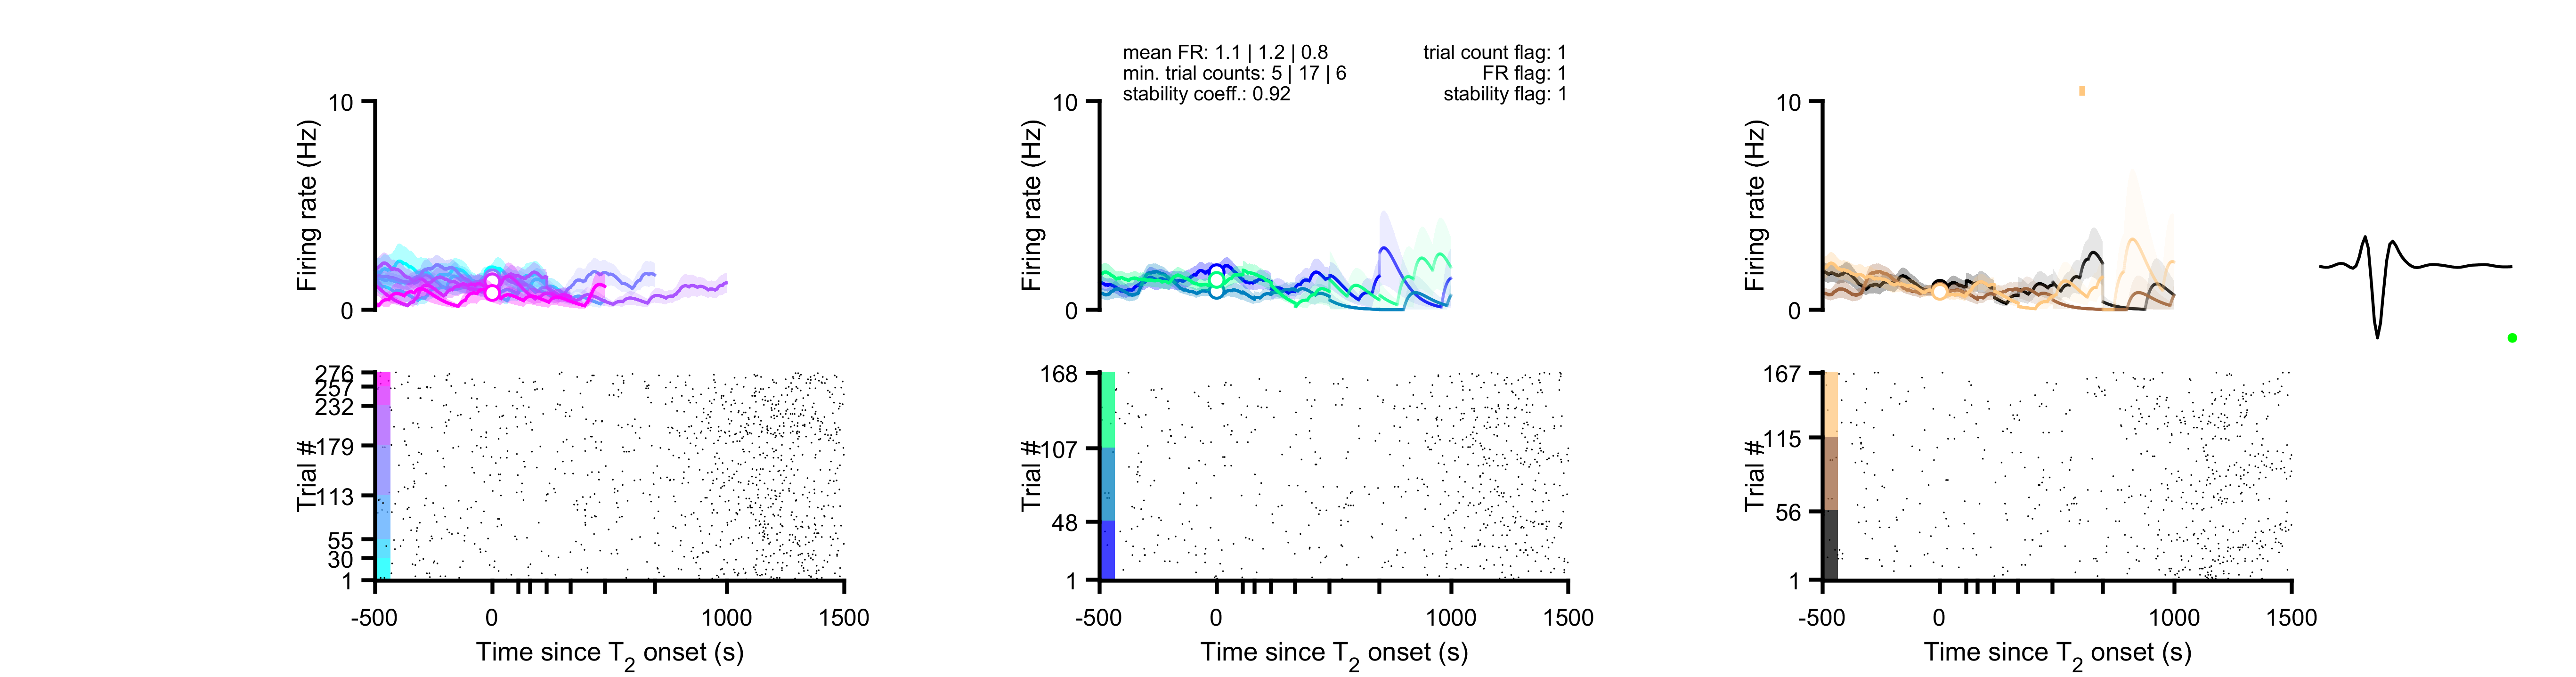 mean FR: 1.1 | 1.2 | 0.8
min. trial counts: 5 | 17 | 6
stability coeff.: 0.92
trial count flag: 1
FR flag: 1
stability flag: 1
10
Firing rate (Hz)
0
276
257
232
179
Trial #
113
55
30
1
-500
0
1000
1500
Time since T2 onset (s)
10
Firing rate (Hz)
0
168
107
Trial #
48
1
-500
0
1000
1500
Time since T2 onset (s)
10
Firing rate (Hz)
0
167
115
Trial #
56
1
-500
0
1000
1500
Time since T2 onset (s)